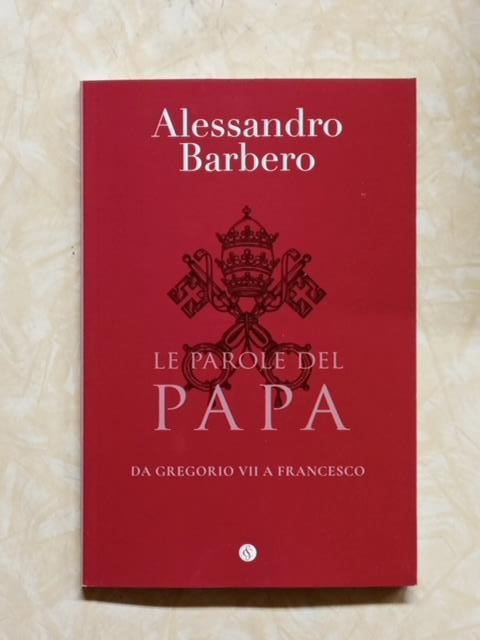 Alessandro
Barbero
LE PAROLE DEL
PAPA
DA GREGORIO VII A FRANCESCO